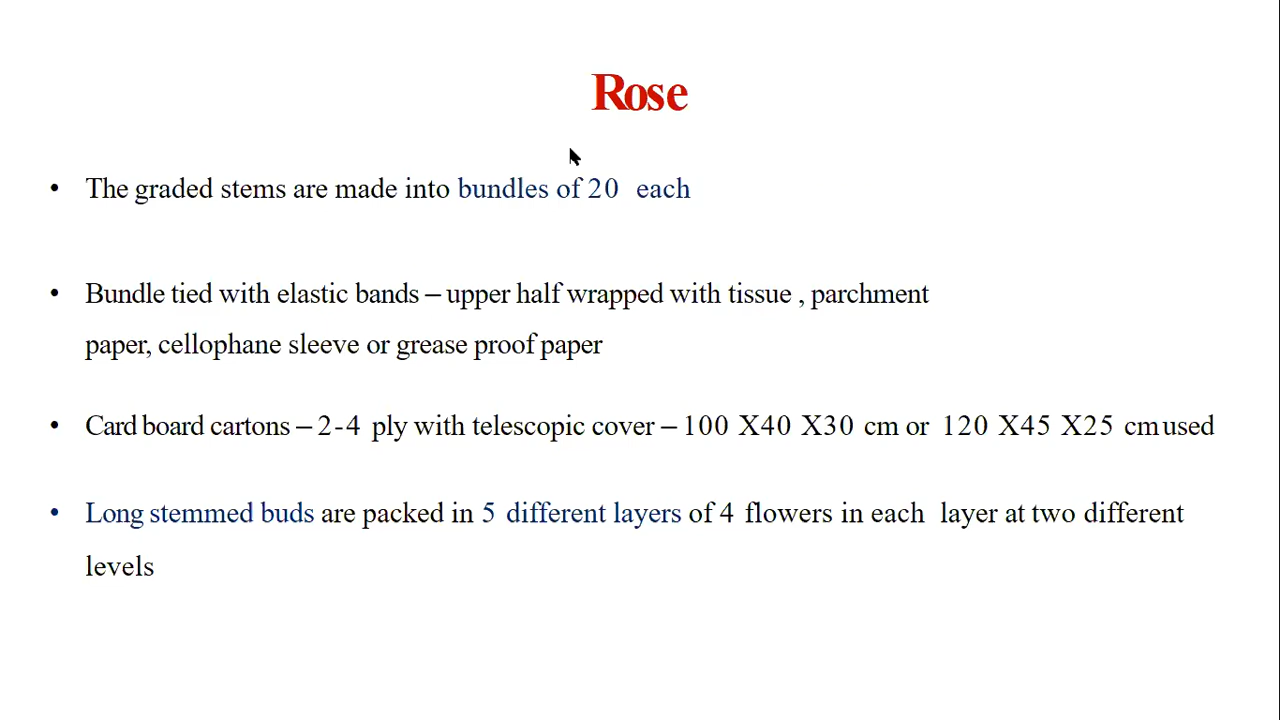 Rose
• The graded stems are made into bundles of 20 each
• Bundle tied with elastic bands – upper half wrapped with tissue , parchment
paper, cellophane sleeve or grease proof paper
• Card board cartons – 2-4 ply with telescopic cover – 100 X40 X30 cm or 120 X45 X25 cm used
• Long stemmed buds are packed in 5 different layers of 4 flowers in each layer at two different
levels